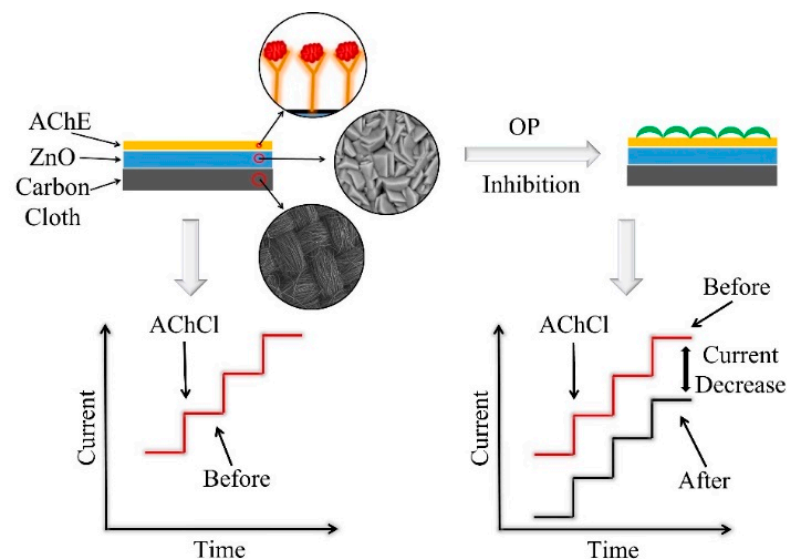 AChE
ZnO
Carbon
Cloth
OP
Inhibition
AChCl
Before
Current
Time
AChCl
Before
Current
Decrease
After
Current
Time